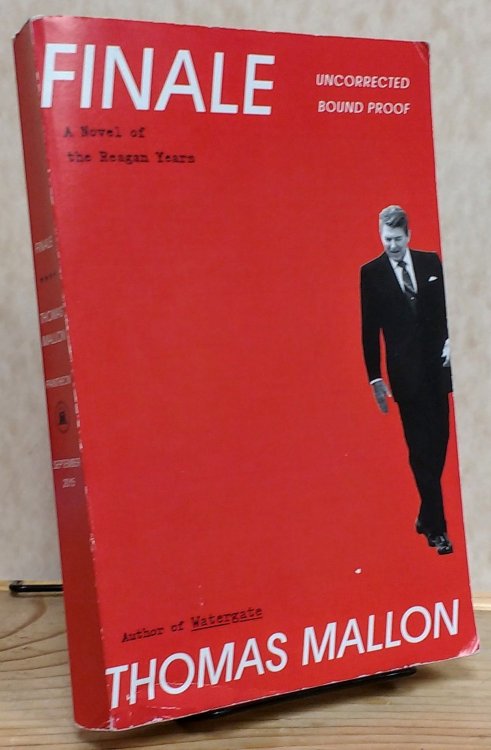 FINALE
UNCORRECTED
BOUND PROOF
A Novel of
the Reagan Years
Author of Watergate
THOMAS MALLON
FINALE
THOMAS
MALLON
PANTHEON
SEPTEMBER
2015